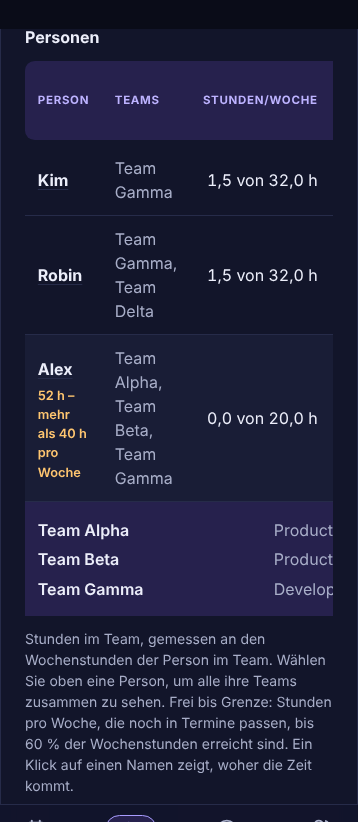 Personen
PERSON TEAMS STUNDEN/WOCHE
Kim
Team
Gamma
1,5 von 32,0 h
Robin
Team
Gamma,
Team
Delta
1,5 von 32,0 h
Alex
52 h –
mehr
als 40 h
pro
Woche
Team
Alpha,
Team
Beta,
Team
Gamma
0,0 von 20,0 h
Team Alpha Product
Team Beta Product
Team Gamma Develop
Stunden im Team, gemessen an den
Wochenstunden der Person im Team. Wählen
Sie oben eine Person, um alle ihre Teams
zusammen zu sehen. Frei bis Grenze: Stunden
pro Woche, die noch in Termine passen, bis
60 % der Wochenstunden erreicht sind. Ein
Klick auf einen Namen zeigt, woher die Zeit
kommt.